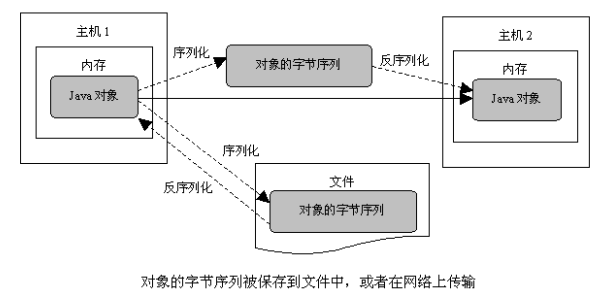 主机 1
主机 2
序列化
对象的字节序列
反序列化
内存
内存
Java 对象
Java 对象
序列化
反序列化
文件
对象的字节序列
对象的字节序列被保存到文件中，或者在网络上传输